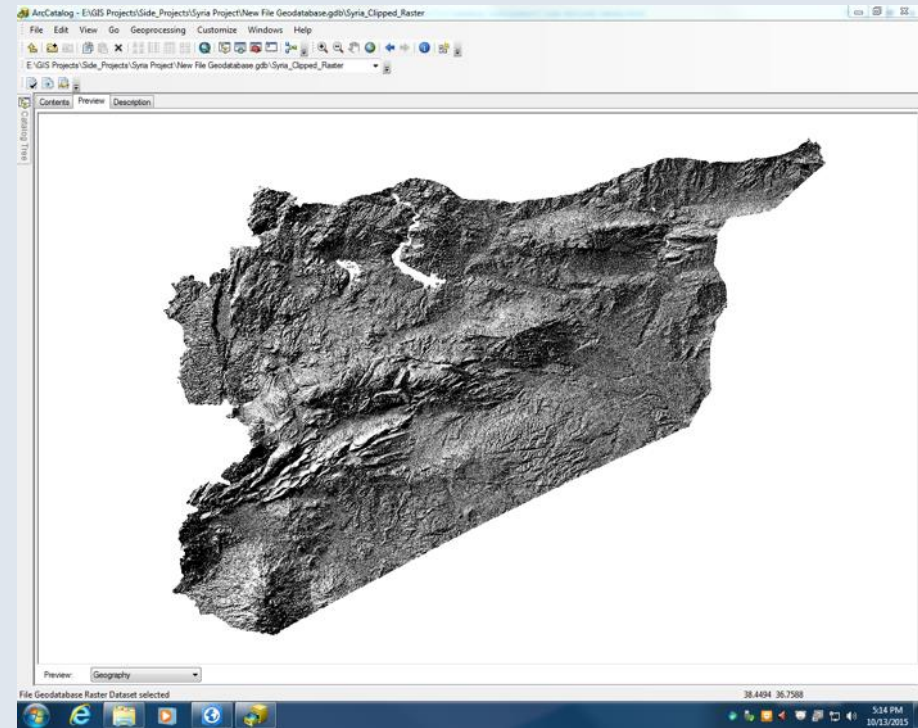 ArcCatalog - E:\GIS Projects\Side_Projects\Syria Project\New File Geodatabase.gdb\Syria_Clipped_Raster
File Edit View Go Geoprocessing Customize Windows Help
E:\GIS Projects\Side_Projects\Syria Project\New File Geodatabase.gdb\Syria_Clipped_Raster
Contents Preview Description
Catalog Tree
Preview: Geography
File Geodatabase Raster Dataset selected 38.4494 36.7588
5:14 PM
10/13/2015